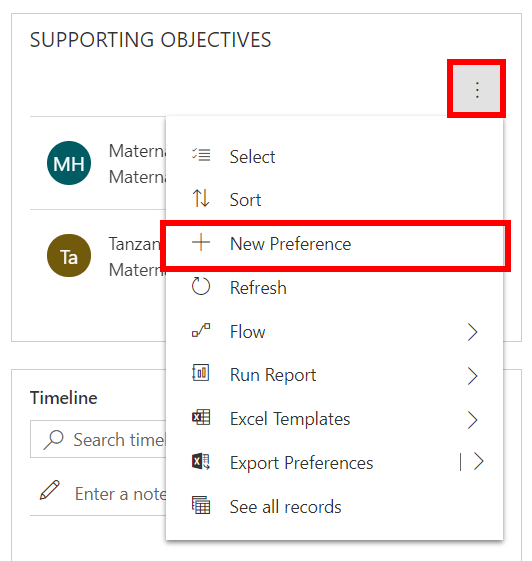 SUPPORTING OBJECTIVES
MH
Materna
Materna
Ta
Tanzan
Materna
Select
Sort
New Preference
Refresh
Flow
Run Report
Excel Templates
Export Preferences
See all records
Timeline
Search timel
Enter a note